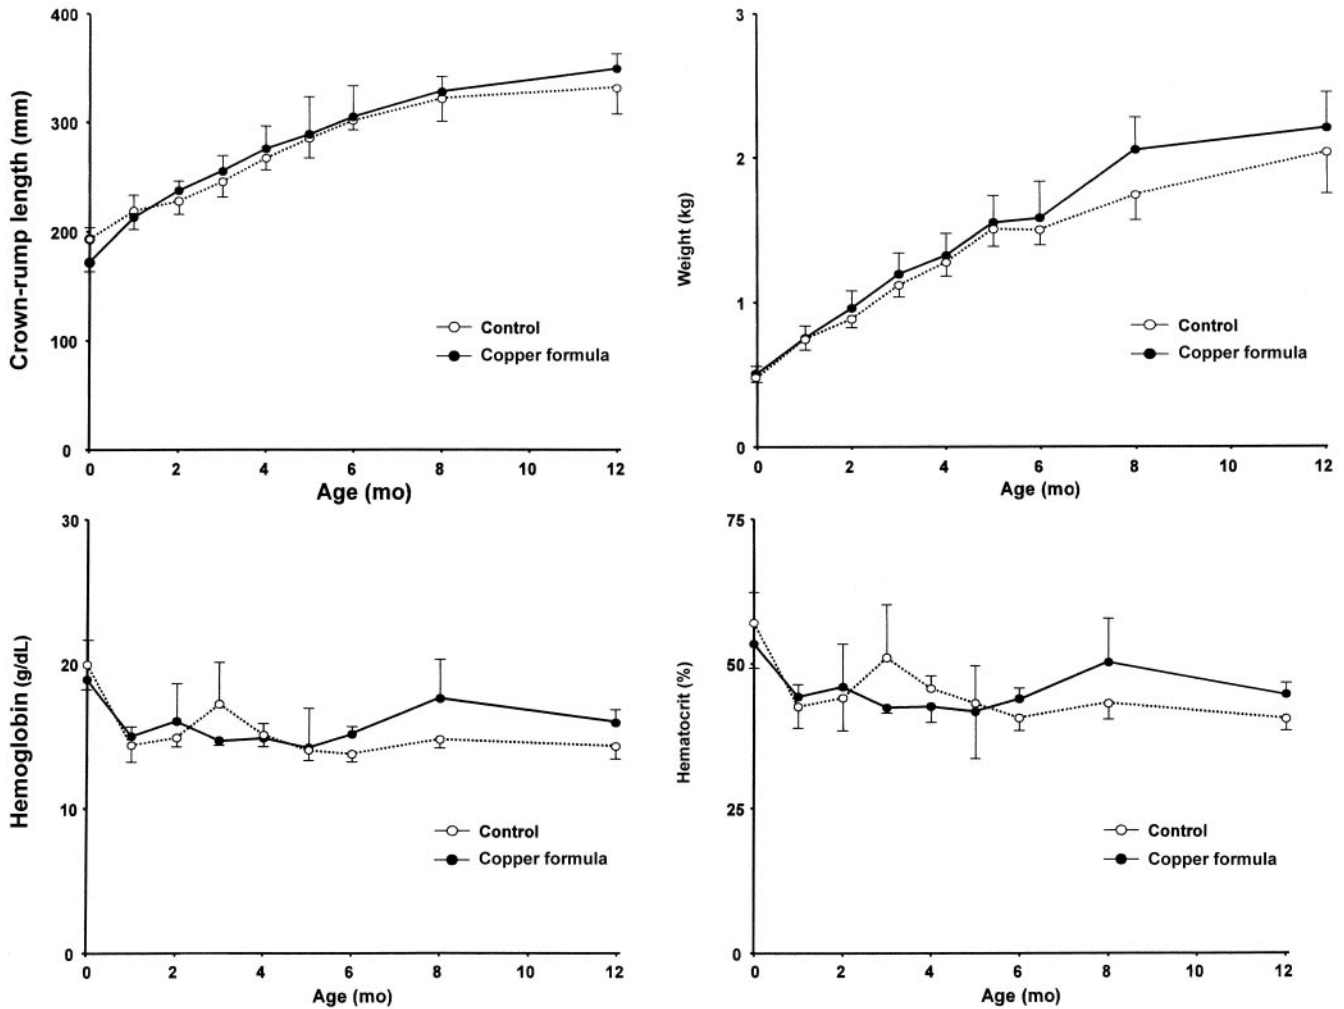 400
300
200
100
0
Crown-rump length (mm)
0 2 4 6 8 10 12
Age (mo)
Control
Copper formula
3
2
1
0
Weight (kg)
0 2 4 6 8 10 12
Age (mo)
Control
Copper formula
30
20
10
0
Hemoglobin (g/dL)
0 2 4 6 8 10 12
Age (mo)
Control
Copper formula
75
50
25
0
Hematocrit (%)
0 2 4 6 8 10 12
Age (mo)
Control
Copper formula